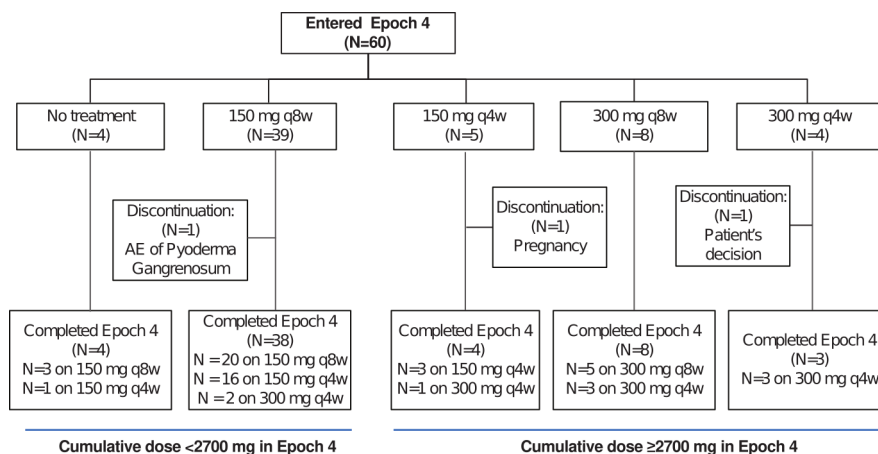 Entered Epoch 4
(N=60)
No treatment
(N=4)
150 mg q8w
(N=39)
150 mg q4w
(N=5)
300 mg q8w
(N=8)
300 mg q4w
(N=4)
Discontinuation:
(N=1)
AE of Pyoderma
Gangrenosum
Discontinuation:
(N=1)
Pregnancy
Discontinuation:
(N=1)
Patient's
decision
Completed Epoch 4
(N=4)
N=3 on 150 mg q8w
N=1 on 150 mg q4w
Completed Epoch 4
(N=38)
N = 20 on 150 mg q8w
N = 16 on 150 mg q4w
N = 2 on 300 mg q4w
Completed Epoch 4
(N=4)
N=3 on 150 mg q4w
N=1 on 300 mg q4w
Completed Epoch 4
(N=8)
N=5 on 300 mg q8w
N=3 on 300 mg q4w
Completed Epoch 4
(N=3)
N=3 on 300 mg q4w
Cumulative dose <2700 mg in Epoch 4
Cumulative dose ≥2700 mg in Epoch 4